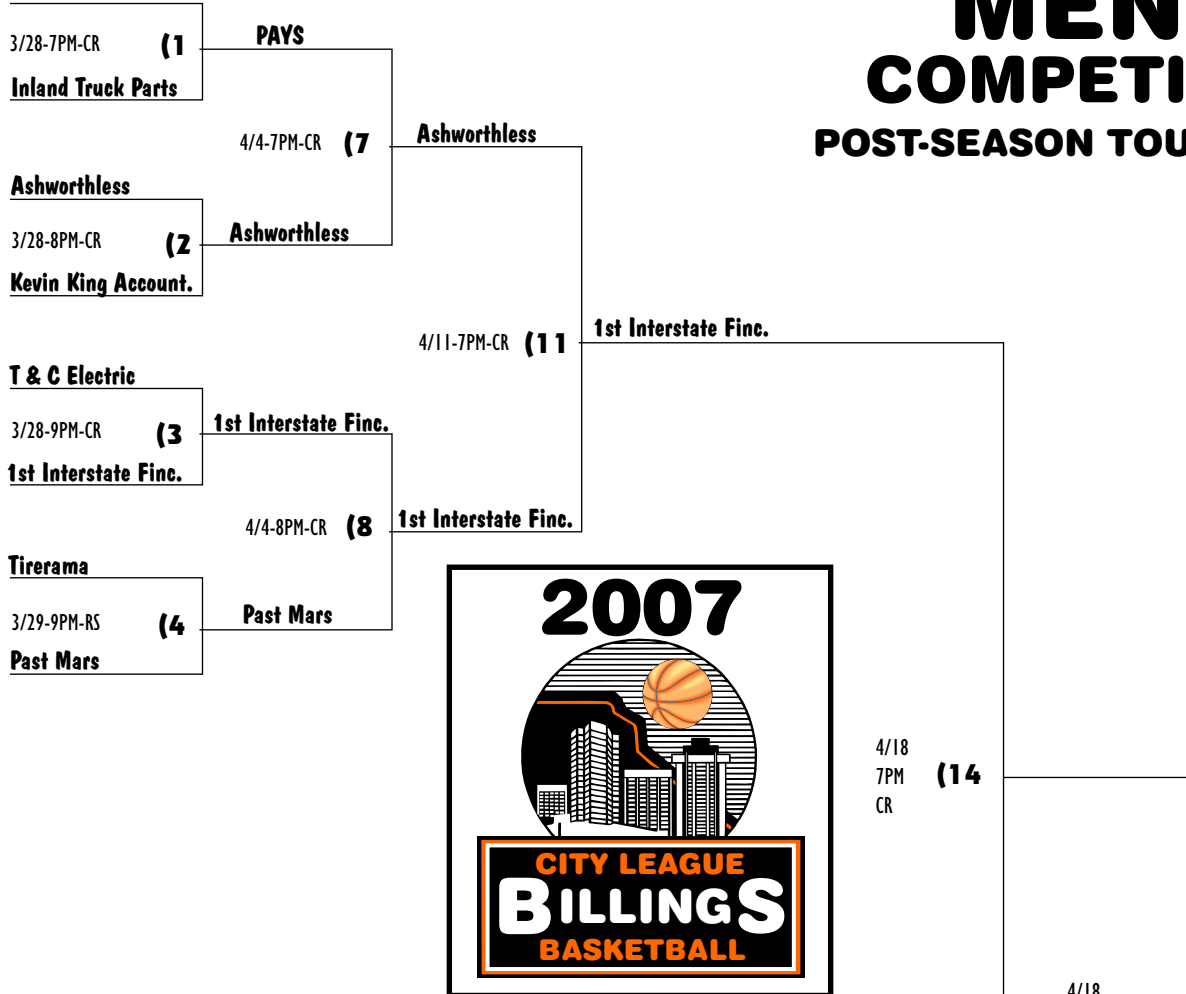 MEN
COMPETI
POST-SEASON TOU
3/28-7PM-CR (1
PAYS
Inland Truck Parts
4/4-7PM-CR (7
Ashworthless
Ashworthless
3/28-8PM-CR (2
Ashworthless
Kevin King Account.
4/11-7PM-CR (11
1st Interstate Finc.
T & C Electric
3/28-9PM-CR (3
1st Interstate Finc.
1st Interstate Finc.
4/4-8PM-CR (8
1st Interstate Finc.
Tirerama
3/29-9PM-RS (4
Past Mars
Past Mars
2007
CITY LEAGUE
BILLINGS
BASKETBALL
4/18
7PM (14
CR
4/18